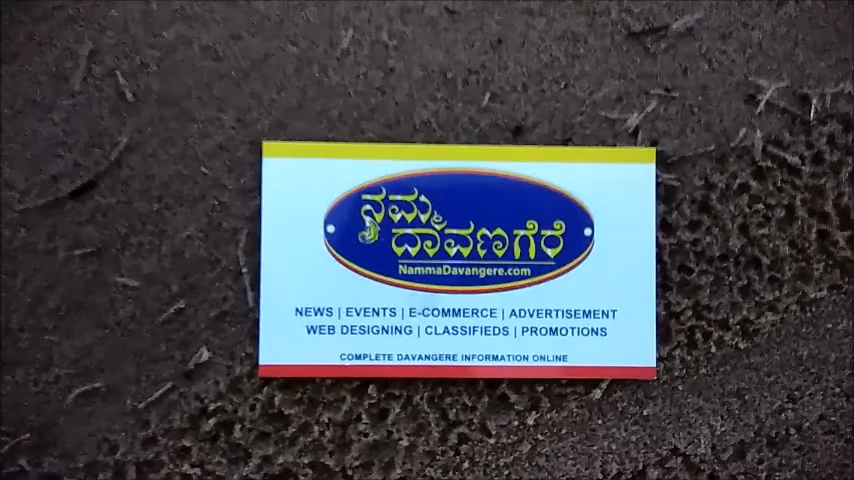 ನಮ್ಮ
ದಾವಣಗೆರೆ
NammaDavangere.com
NEWS | EVENTS | E-COMMERCE | ADVERTISEMENT
WEB DESIGNING | CLASSIFIEDS | PROMOTIONS
COMPLETE DAVANGERE INFORMATION ONLINE